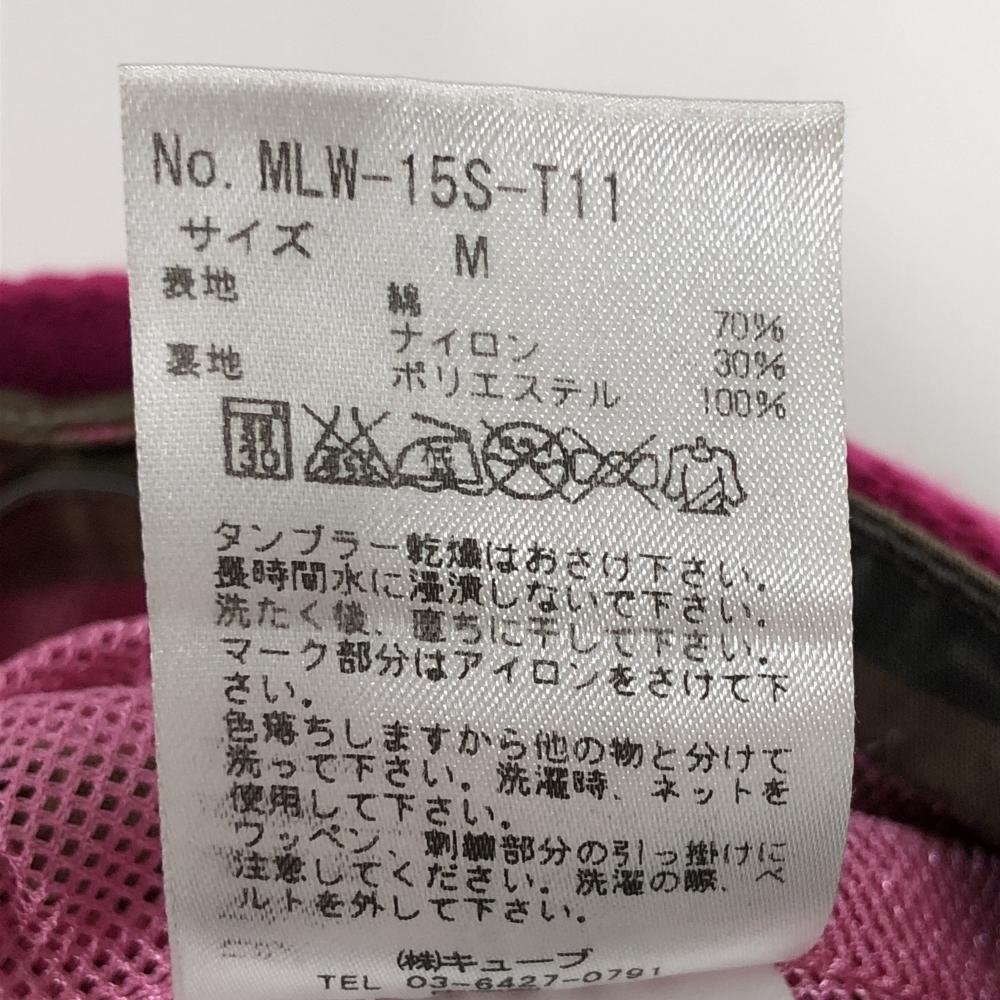 No. MLW-15S-T11
サイズ M
表地 綿 70%
ナイロン 30%
裏地 ポリエステル 100%
タンブラー乾燥はおさけ下さい。
長時間水に浸漬しないで下さい。
洗たく後、直ちに干して下さい。
マーク部分はアイロンをさけて下
さい。
色落ちしますから他の物と分けて
洗って下さい。洗濯時、ネットを
使用して下さい。
ワッペン、刺繍部分の引っ掛けに
注意してください。洗濯の際、ベ
ルトを外して下さい。
(株)キューブ
TEL 03-6427-0791